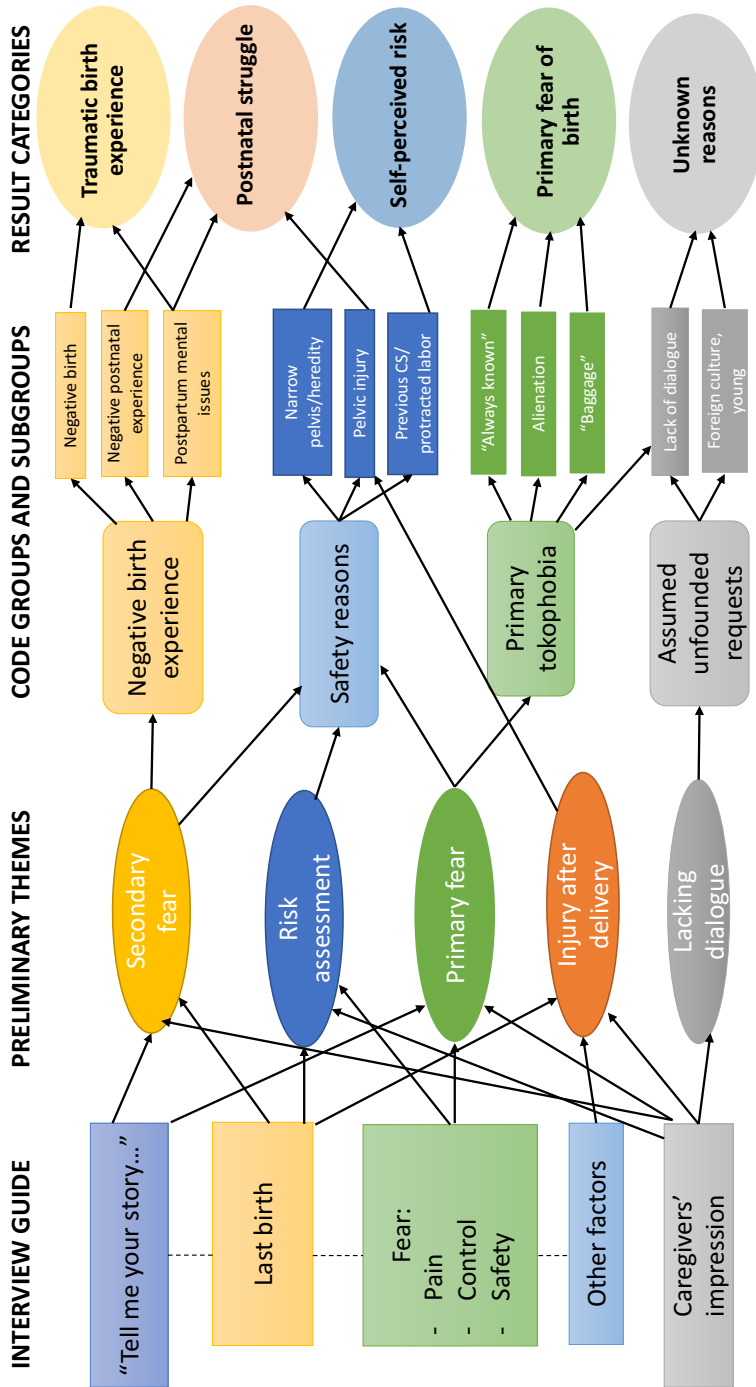 INTERVIEW GUIDE
PRELIMINARY THEMES
CODE GROUPS AND SUBGROUPS
RESULT CATEGORIES
“Tell me your story…”
Last birth
Fear:
- Pain
- Control
- Safety
Other factors
Caregivers’
impression
Secondary
fear
Risk
assessment
Primary fear
Injury after
delivery
Lacking
dialogue
Negative birth
experience
Safety reasons
Primary
tokophobia
Assumed
unfounded
requests
Negative birth
Negative postnatal
experience
Postpartum mental
issues
Narrow
pelvis/heredity
Pelvic injury
Previous CS/
protracted labor
“Always known”
Alienation
“Baggage”
Lack of dialogue
Foreign culture,
young
Traumatic birth
experience
Postnatal struggle
Self-perceived risk
Primary fear of
birth
Unknown
reasons